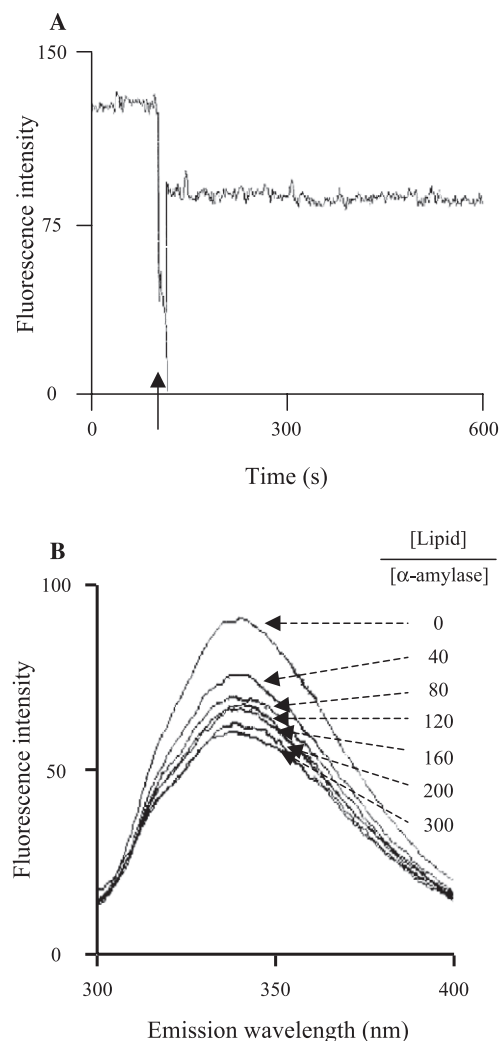 A
150
75
0
Fluorescence intensity
0 300 600
Time (s)
B
[Lipid]
[α-amylase]
100
50
0
Fluorescence intensity
0
40
80
120
160
200
300
300 350 400
Emission wavelength (nm)